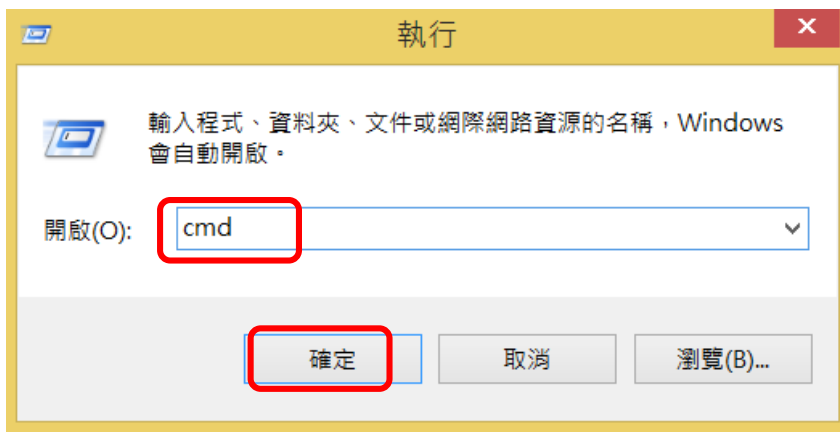 執行
輸入程式、資料夾、文件或網際網路資源的名稱，Windows
會自動開啟。
開啟(O):
cmd
確定
取消
瀏覽(B)...